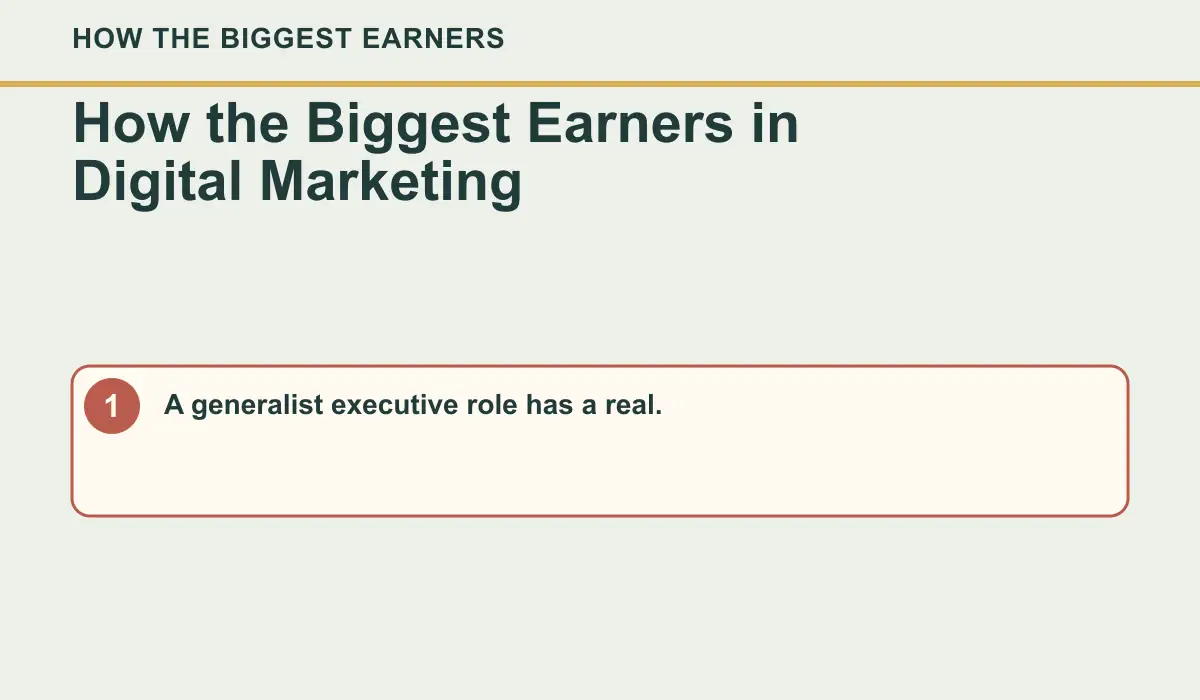 HOW THE BIGGEST EARNERS
How the Biggest Earners in
Digital Marketing
1
A generalist executive role has a real.